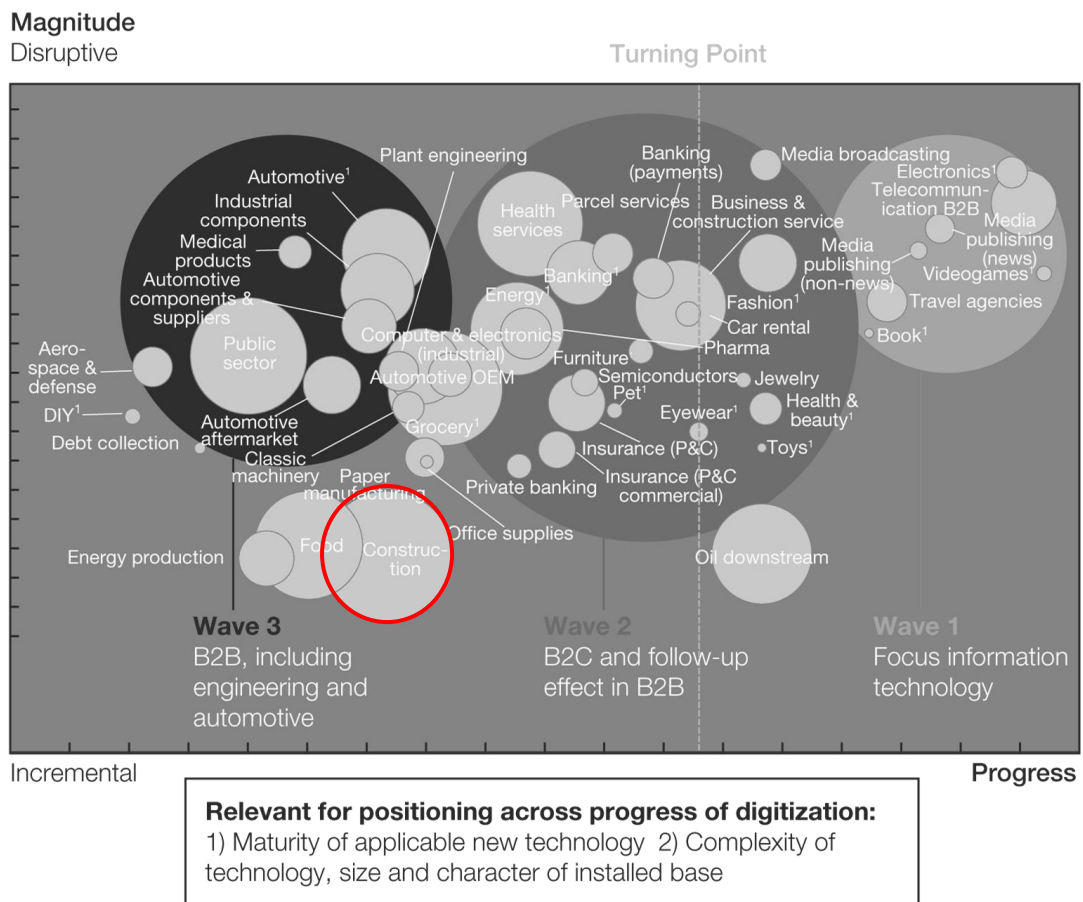 Magnitude
Disruptive
Turning Point
Plant engineering
Automotive¹
Industrial
components
Medical
products
Automotive
components &
suppliers
Public
sector
Aero-
space &
defense
DIY¹
Debt collection
Automotive
aftermarket
Classic
machinery
Computer & electronics
(industrial)
Automotive OEM
Grocery¹
Paper
manufacturing
Office supplies
Energy production
Food
Construc-
tion
Health
services
Parcel services
Banking¹
Energy¹
Banking
(payments)
Business &
construction service
Media broadcasting
Fashion¹
Car rental
Pharma
Furniture¹
Semiconductors
Pet¹
Jewelry
Eyewear¹
Health &
beauty¹
Toys¹
Insurance (P&C)
Insurance (P&C
commercial)
Private banking
Oil downstream
Electronics¹
Telecommun-
ication B2B
Media
publishing
(news)
Media
publishing
(non-news)
Videogames¹
Travel agencies
Book¹
Wave 3
B2B, including
engineering and
automotive
Wave 2
B2C and follow-up
effect in B2B
Wave 1
Focus information
technology
Incremental
Progress
Relevant for positioning across progress of digitization:
1) Maturity of applicable new technology 2) Complexity of
technology, size and character of installed base